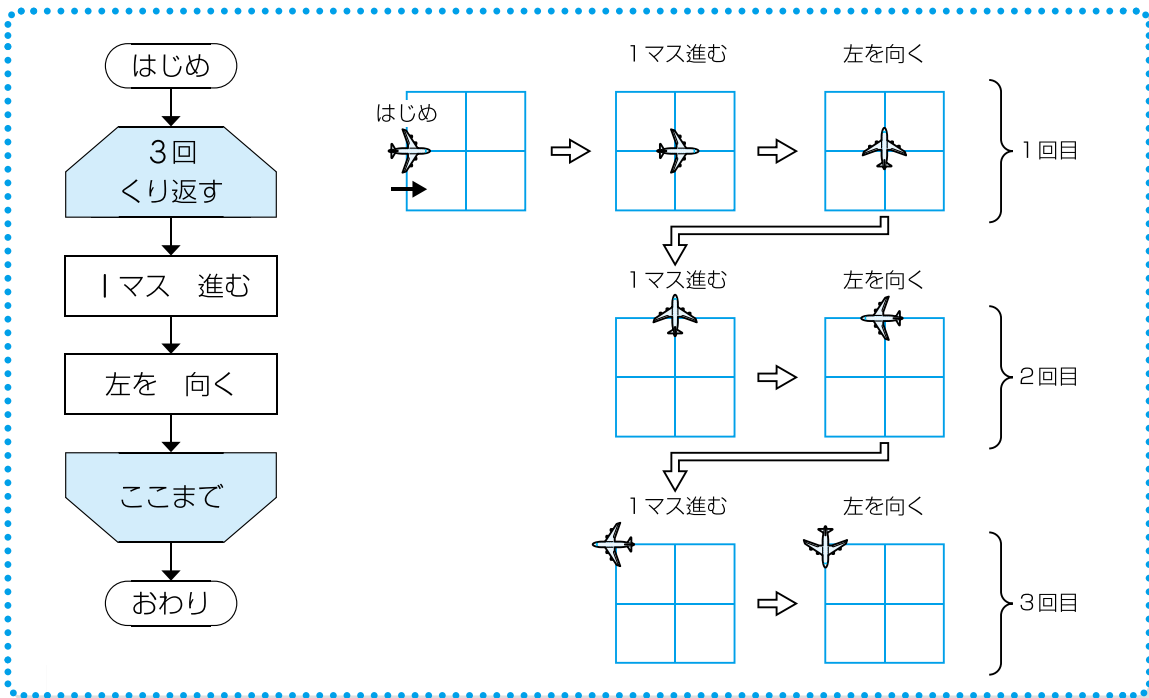 はじめ
3回
くり返す
1マス 進む
左を 向く
ここまで
おわり
はじめ
1マス進む
左を向く
1回目
1マス進む
左を向く
2回目
1マス進む
左を向く
3回目